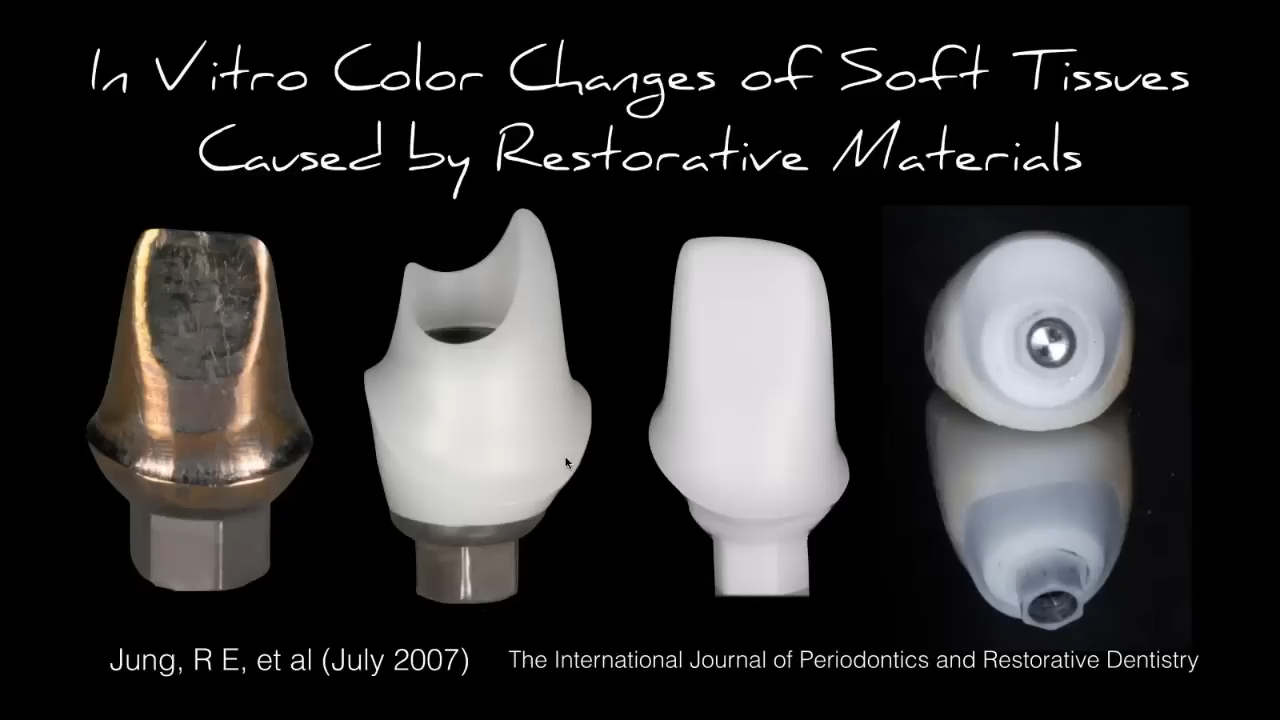 In Vitro Color Changes of Soft Tissues
Caused by Restorative Materials
Jung, R E, et al (July 2007) The International Journal of Periodontics and Restorative Dentistry